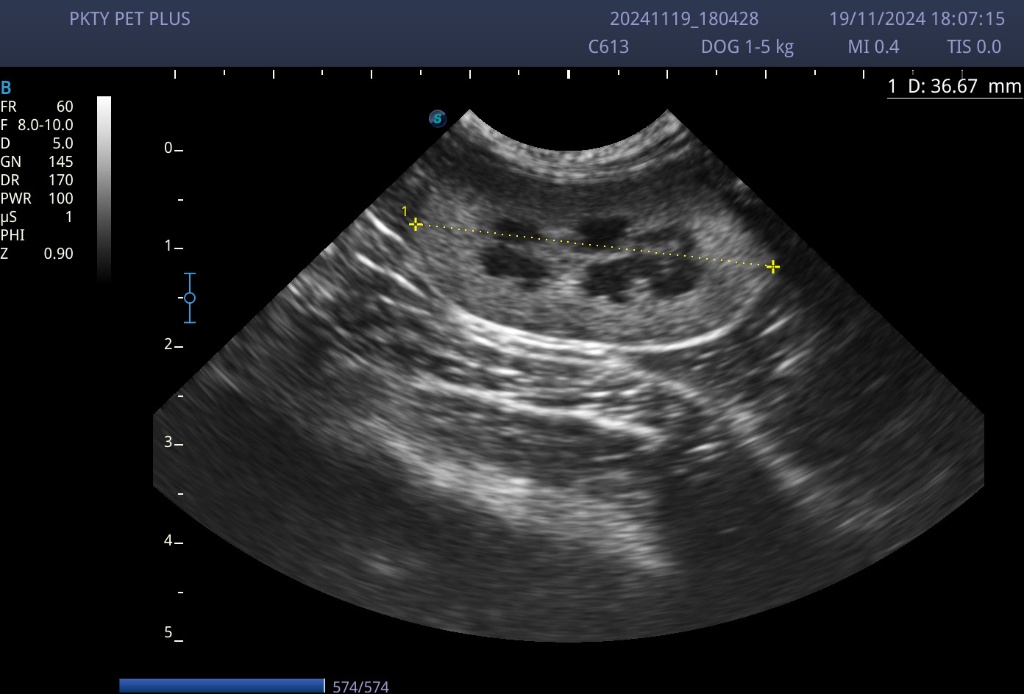 PKTY PET PLUS
20241119_180428
19/11/2024 18:07:15
C613
DOG 1-5 kg
MI 0.4
TIS 0.0
1 D: 36.67 mm
B
FR 60
F 8.0-10.0
D 5.0
GN 145
DR 170
PWR 100
µS 1
PHI
Z 0.90
S
1
0
1
2
3
4
5
574/574